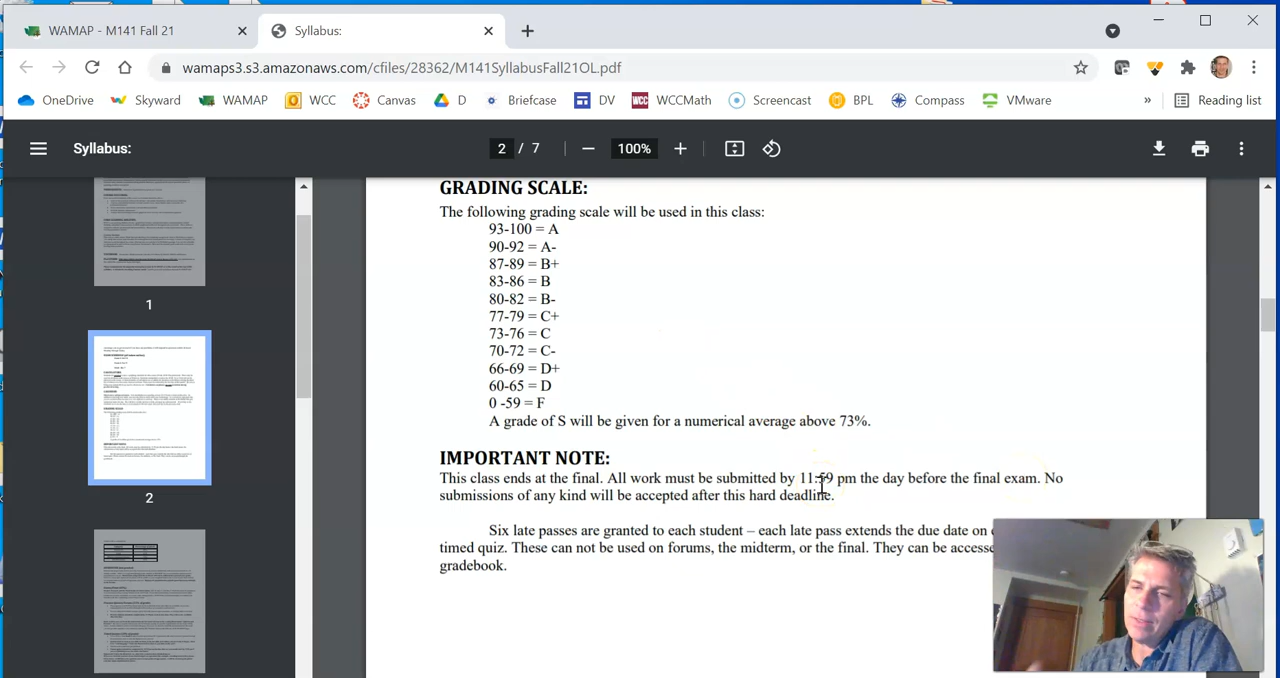 WAMAP - M141 Fall 21
Syllabus:
wamaps3.s3.amazonaws.com/cfiles/28362/M141SyllabusFall21OL.pdf
OneDrive Skyward WAMAP WCC Canvas D Briefcase DV WCCMath Screencast BPL Compass VMware » Reading list
Syllabus: 2 / 7 100%
1
2
GRADING SCALE:
The following grading scale will be used in this class:
93-100 = A
90-92 = A-
87-89 = B+
83-86 = B
80-82 = B-
77-79 = C+
73-76 = C
70-72 = C-
66-69 = D+
60-65 = D
0 -59 = F
A grade of S will be given for a numerical average above 73%.
IMPORTANT NOTE:
This class ends at the final. All work must be submitted by 11:59 pm the day before the final exam. No
submissions of any kind will be accepted after this hard deadline.
Six late passes are granted to each student – each late pass extends the due date on
timed quiz. These can not be used on forums, the midterm, or the final. They can be accesse
gradebook.